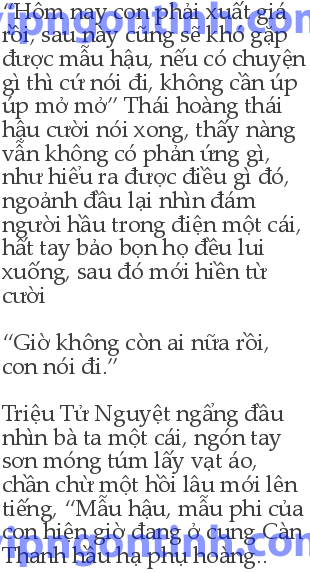 “Hôm nay con phải xuất giá
rồi, sau này cũng sẽ khó gặp
được mẫu hậu, nếu có chuyện
gì thì cứ nói đi, không cần úp
úp mở mở” Thái hoàng thái
hậu cười nói xong, thấy nàng
vẫn không có phản ứng gì,
như hiểu ra được điều gì đó,
ngoảnh đầu lại nhìn đám
người hầu trong điện một cái,
hất tay bảo bọn họ đều lui
xuống, sau đó mới hiền từ
cười
“Giờ không còn ai nữa rồi,
con nói đi.”
Triệu Tử Nguyệt ngẩng đầu
nhìn bà ta một cái, ngón tay
sơn móng túm lấy vạt áo,
chần chừ một hồi lâu mới lên
tiếng, “Mẫu hậu, mẫu phi của
con hiện giờ đang ở cung Càn
Thanh hầu hạ phụ hoàng..
vipngontinh.com
vipngontinh.com